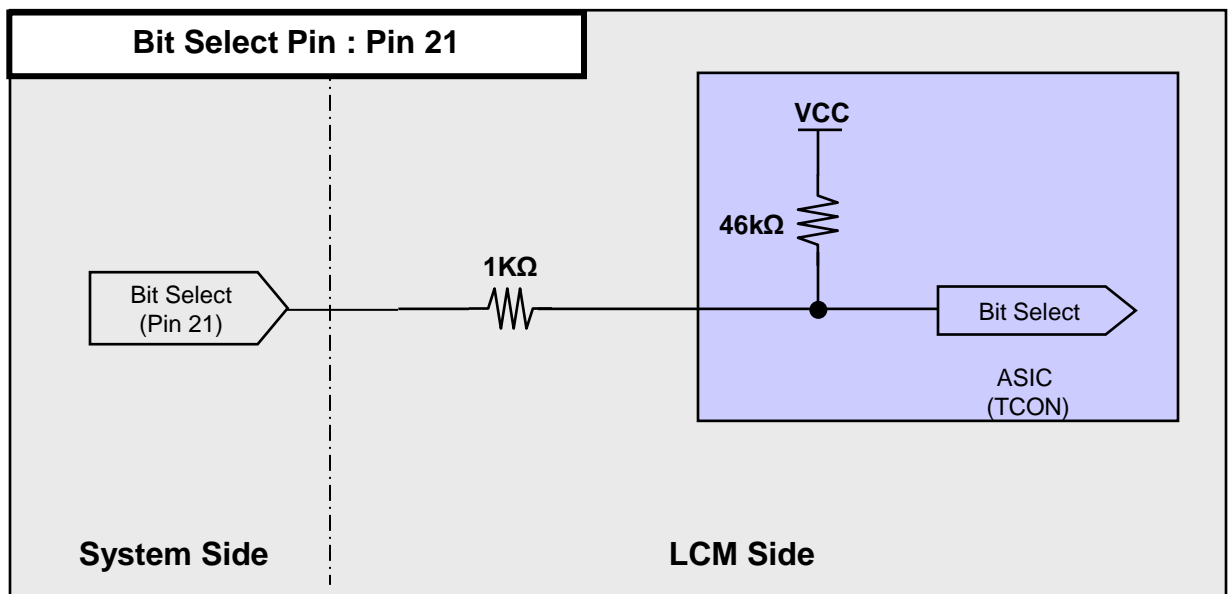 Bit Select Pin : Pin 21
VCC
46kΩ
1KΩ
Bit Select
(Pin 21)
Bit Select
ASIC
(TCON)
System Side
LCM Side